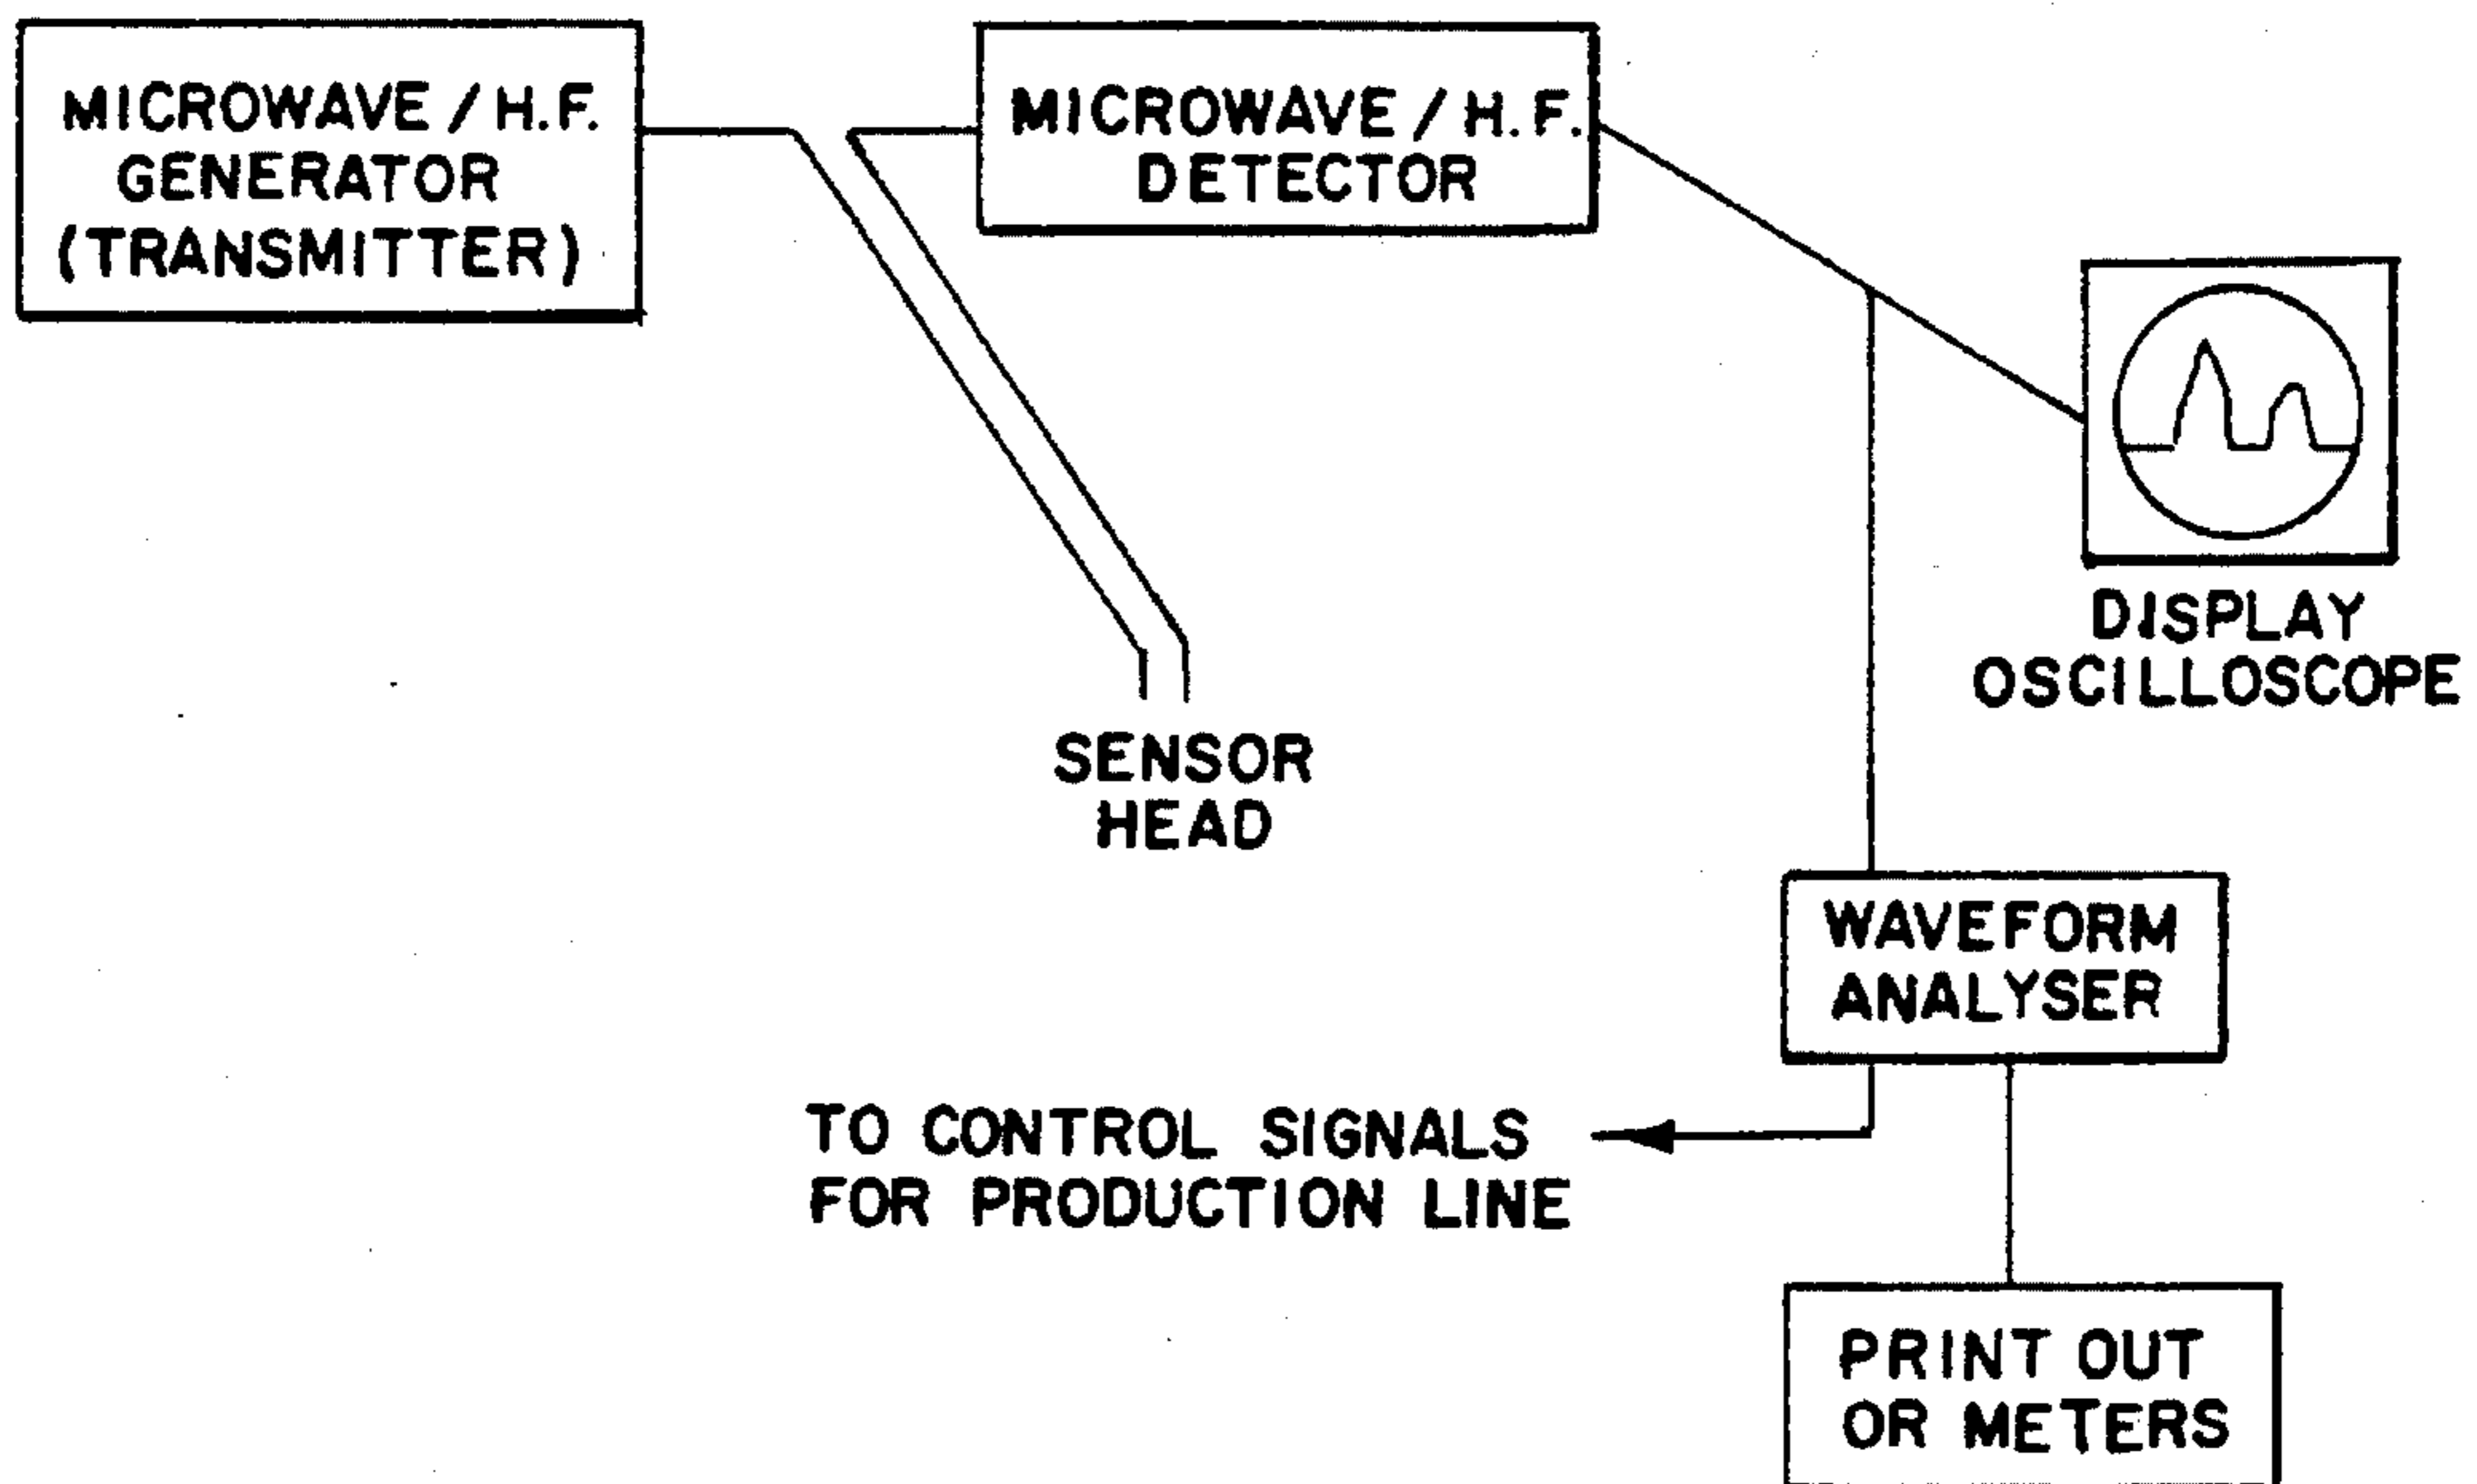 MICROWAVE / H.F.
GENERATOR
(TRANSMITTER)
MICROWAVE / H.F.
DETECTOR
DISPLAY
OSCILLOSCOPE
SENSOR
HEAD
WAVEFORM
ANALYSER
TO CONTROL SIGNALS
FOR PRODUCTION LINE
PRINT OUT
OR METERS